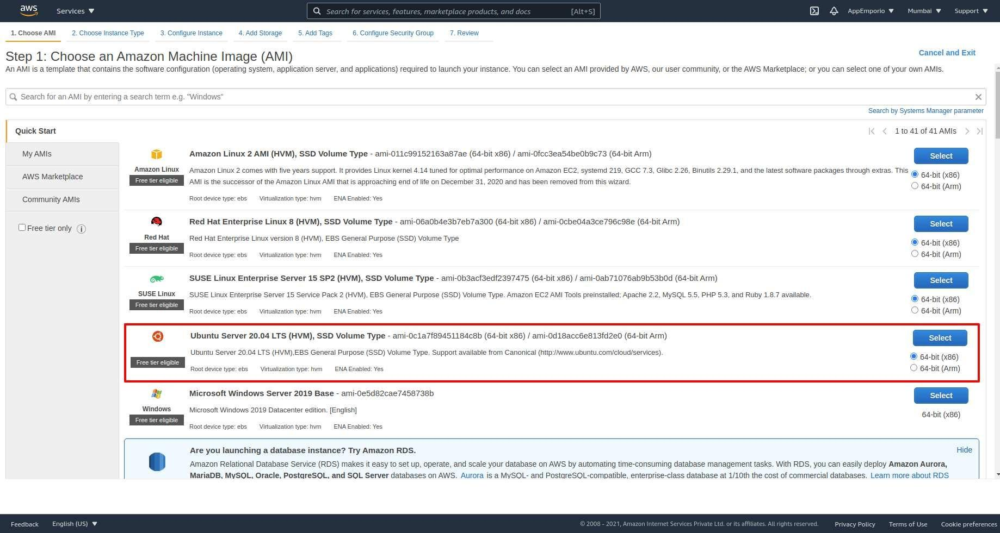 aws Services Search for services, features, marketplace products, and docs [Alt+S] AppEmporio Mumbai Support
1. Choose AMI 2. Choose Instance Type 3. Configure Instance 4. Add Storage 5. Add Tags 6. Configure Security Group 7. Review
Step 1: Choose an Amazon Machine Image (AMI) Cancel and Exit
An AMI is a template that contains the software configuration (operating system, application server, and applications) required to launch your instance. You can select an AMI provided by AWS, our user community, or the AWS Marketplace; or you can select one of your own AMIs.
Search for an AMI by entering a search term e.g. "Windows"
Search by Systems Manager parameter
Quick Start 1 to 41 of 41 AMIs
My AMIs
AWS Marketplace
Community AMIs
Free tier only
Amazon Linux
Free tier eligible
Amazon Linux 2 AMI (HVM), SSD Volume Type - ami-011c99152163a87ae (64-bit x86) / ami-0fcc3ea54be0b9c73 (64-bit Arm)
Amazon Linux 2 comes with five years support. It provides Linux kernel 4.14 tuned for optimal performance on Amazon EC2, systemd 219, GCC 7.3, Glibc 2.26, Binutils 2.29.1, and the latest software packages through extras. This
AMI is the successor of the Amazon Linux AMI that is approaching end of life on December 31, 2020 and has been removed from this wizard.
Root device type: ebs Virtualization type: hvm ENA Enabled: Yes
Select
64-bit (x86)
64-bit (Arm)
Red Hat
Free tier eligible
Red Hat Enterprise Linux 8 (HVM), SSD Volume Type - ami-06a0b4e3b7eb7a300 (64-bit x86) / ami-0cbe04a3ce796c98e (64-bit Arm)
Red Hat Enterprise Linux version 8 (HVM), EBS General Purpose (SSD) Volume Type
Root device type: ebs Virtualization type: hvm ENA Enabled: Yes
Select
64-bit (x86)
64-bit (Arm)
SUSE Linux
Free tier eligible
SUSE Linux Enterprise Server 15 SP2 (HVM), SSD Volume Type - ami-0b3acf3edf2397475 (64-bit x86) / ami-0ab71076ab9b53b0d (64-bit Arm)
SUSE Linux Enterprise Server 15 Service Pack 2 (HVM), EBS General Purpose (SSD) Volume Type. Amazon EC2 AMI Tools preinstalled; Apache 2.2, MySQL 5.5, PHP 5.3, and Ruby 1.8.7 available.
Root device type: ebs Virtualization type: hvm ENA Enabled: Yes
Select
64-bit (x86)
64-bit (Arm)
Free tier eligible
Ubuntu Server 20.04 LTS (HVM), SSD Volume Type - ami-0c1a7f89451184c8b (64-bit x86) / ami-0d18acc6e813fd2e0 (64-bit Arm)
Ubuntu Server 20.04 LTS (HVM),EBS General Purpose (SSD) Volume Type. Support available from Canonical (http://www.ubuntu.com/cloud/services).
Root device type: ebs Virtualization type: hvm ENA Enabled: Yes
Select
64-bit (x86)
64-bit (Arm)
Windows
Free tier eligible
Microsoft Windows Server 2019 Base - ami-0e5d82cae7458738b
Microsoft Windows 2019 Datacenter edition. [English]
Root device type: ebs Virtualization type: hvm ENA Enabled: Yes
Select
64-bit (x86)
Are you launching a database instance? Try Amazon RDS. Hide
Amazon Relational Database Service (RDS) makes it easy to set up, operate, and scale your database on AWS by automating time-consuming database management tasks. With RDS, you can easily deploy Amazon Aurora,
MariaDB, MySQL, Oracle, PostgreSQL, and SQL Server databases on AWS. Aurora is a MySQL- and PostgreSQL-compatible, enterprise-class database at 1/10th the cost of commercial databases. Learn more about RDS
Feedback English (US) © 2008 - 2021, Amazon Internet Services Private Ltd. or its affiliates. All rights reserved. Privacy Policy Terms of Use Cookie preferences